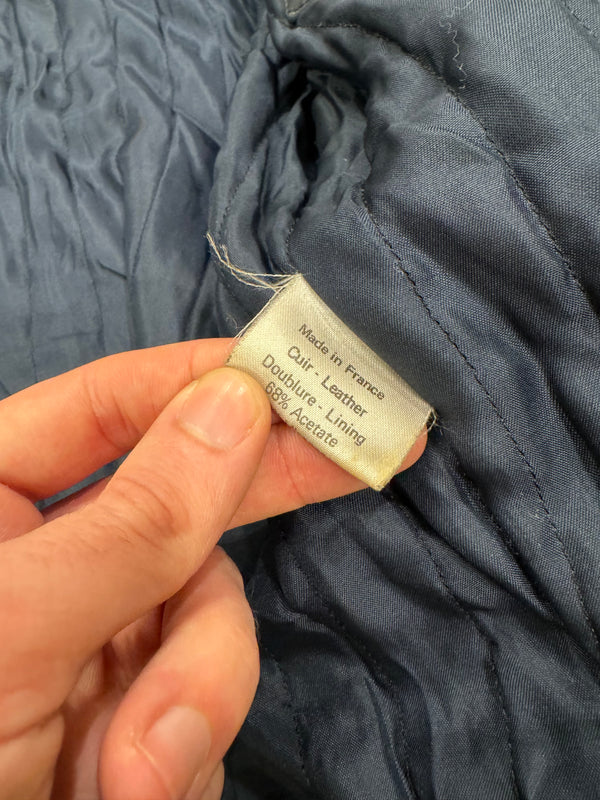 Made in France
Cuir - Leather
Doublure - Lining
68% Acetate